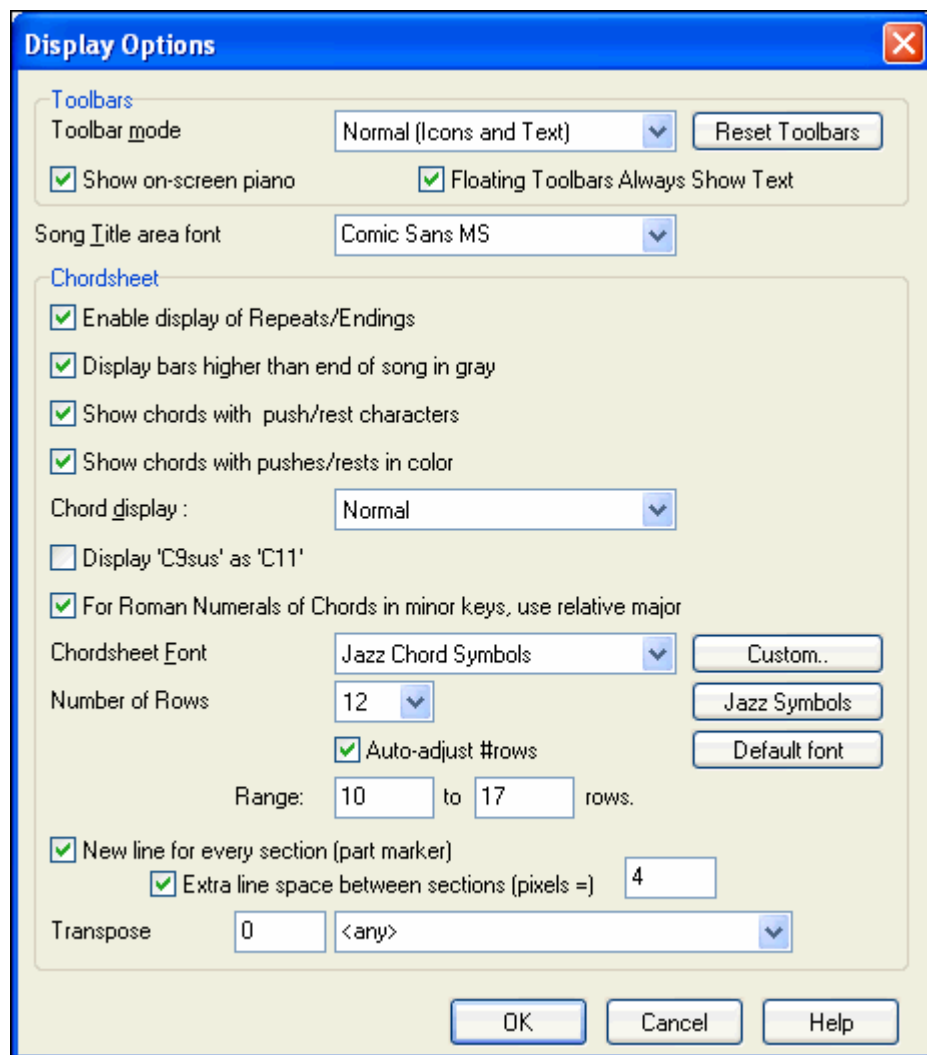 Display Options
Toolbars
Toolbar mode Normal (Icons and Text) Reset Toolbars
Show on-screen piano Floating Toolbars Always Show Text
Song Title area font Comic Sans MS
Chordsheet
Enable display of Repeats/Endings
Display bars higher than end of song in gray
Show chords with  push/rest characters
Show chords with pushes/rests in color
Chord display : Normal
Display 'C9sus' as 'C11'
For Roman Numerals of Chords in minor keys, use relative major
Chordsheet Font Jazz Chord Symbols Custom..
Number of Rows 12 Jazz Symbols
Auto-adjust #rows Default font
Range: 10 to 17 rows.
New line for every section (part marker)
Extra line space between sections (pixels =) 4
Transpose 0 <any>
OK Cancel Help